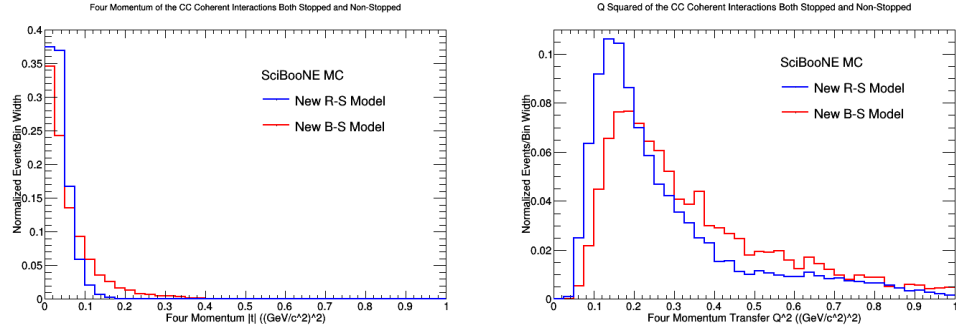 Four Momentum of the CC Coherent Interactions Both Stopped and Non-Stopped
Normalized Events/Bin Width
0.4
0.35
0.3
0.25
0.2
0.15
0.1
0.05
0
SciBooNE MC
New R-S Model
New B-S Model
0 0.1 0.2 0.3 0.4 0.5 0.6 0.7 0.8 0.9 1
Four Momentum |t| ((GeV/c^2)^2)
Q Squared of the CC Coherent Interactions Both Stopped and Non-Stopped
Normalized Events/Bin Width
0.1
0.08
0.06
0.04
0.02
0
SciBooNE MC
New R-S Model
New B-S Model
0 0.1 0.2 0.3 0.4 0.5 0.6 0.7 0.8 0.9 1
Four Momentum Transfer Q^2 ((GeV/c^2)^2)